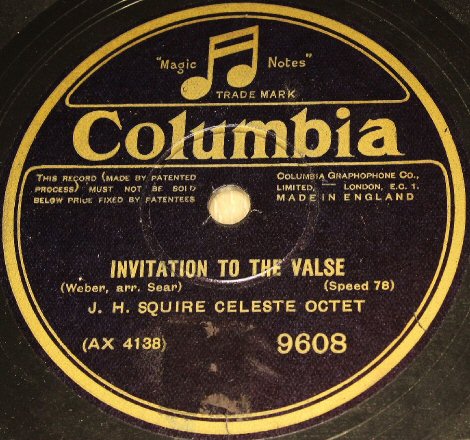 "Magic Notes"
TRADE MARK
Columbia
THIS RECORD (MADE BY PATENTED
PROCESS) MUST NOT BE SOLD
BELOW PRICE FIXED BY PATENTEES
COLUMBIA GRAPHOPHONE CO.,
LIMITED, — LONDON, E.C. 1.
MADE IN ENGLAND
INVITATION TO THE VALSE
(Weber, arr. Sear) (Speed 78)
J. H. SQUIRE CELESTE OCTET
(AX 4138) 9608